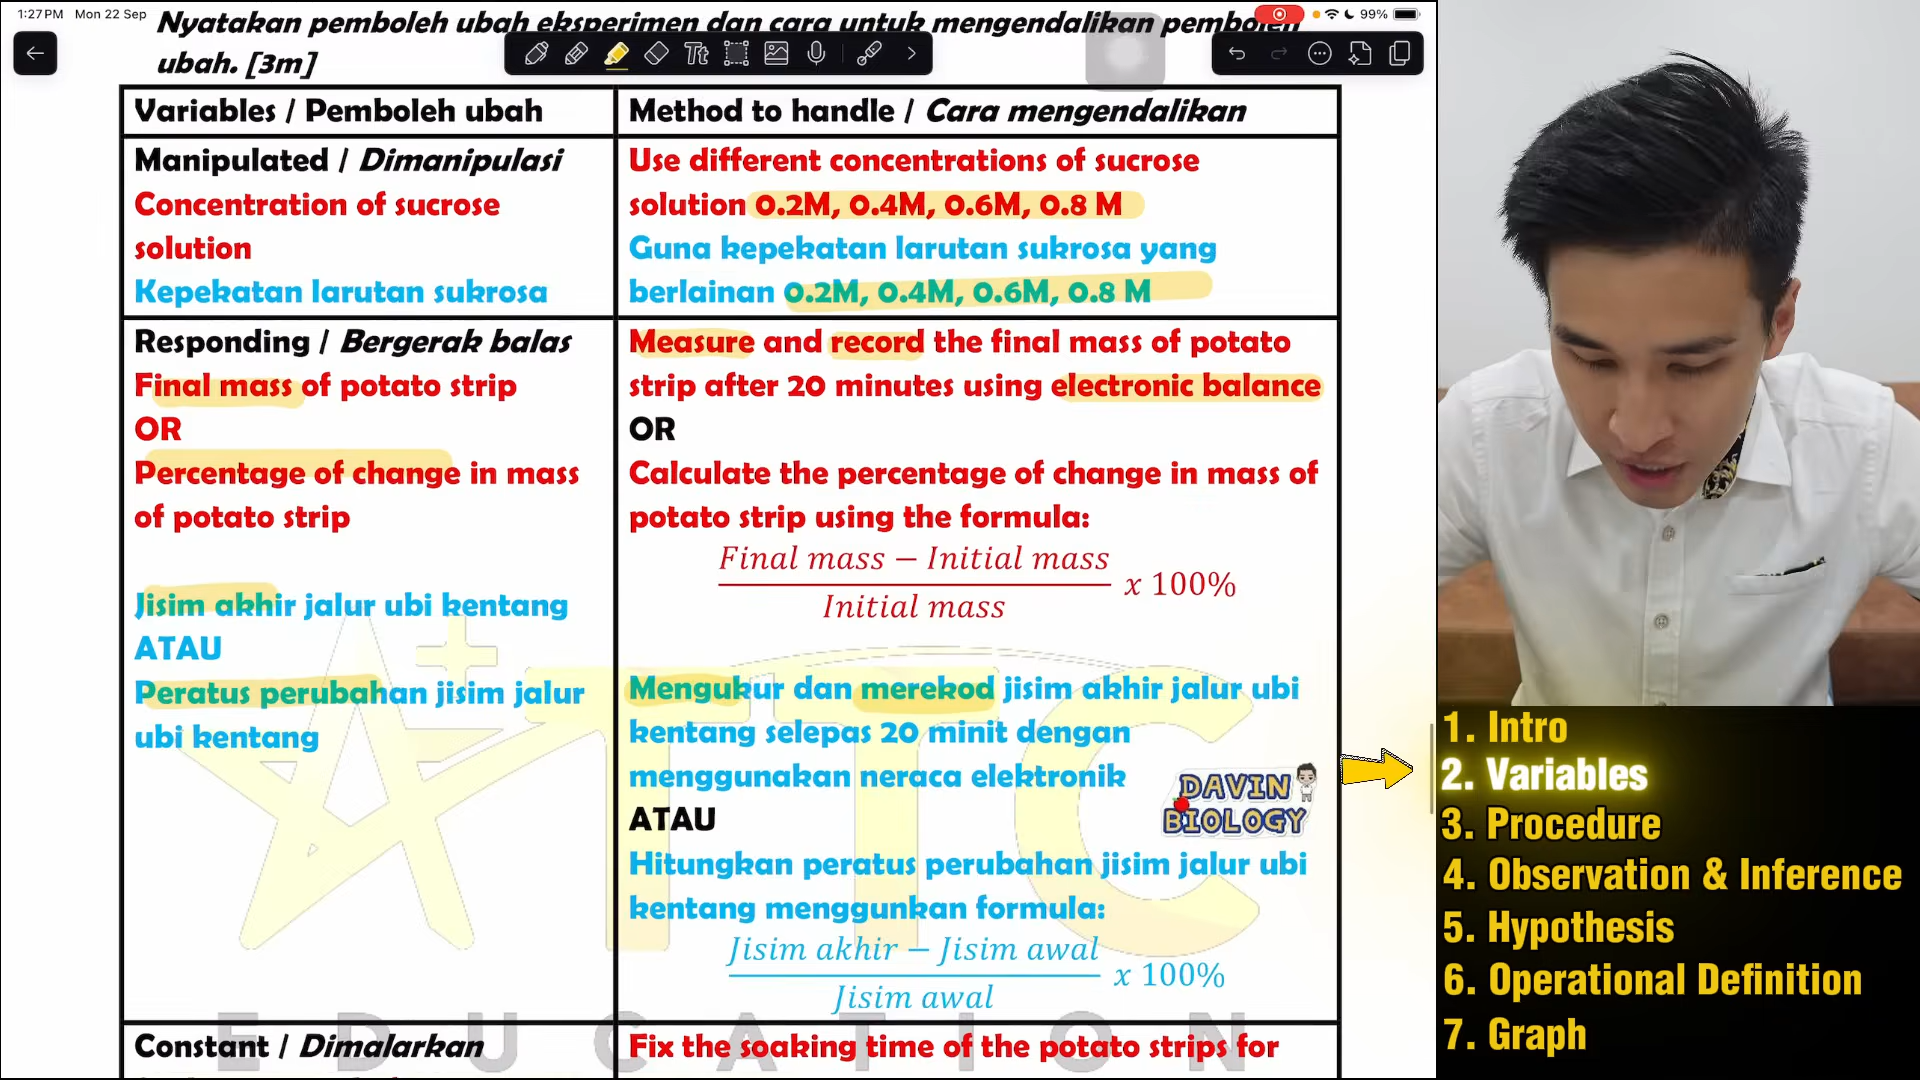 1:27 PM Mon 22 Sep
99%
Nyatakan pemboleh ubah eksperimen dan cara untuk mengendalikan pemboleh
ubah. [3m]
Tt
Variables / Pemboleh ubah
Method to handle / Cara mengendalikan
Manipulated / Dimanipulasi
Concentration of sucrose
solution
Kepekatan larutan sukrosa
Use different concentrations of sucrose
solution 0.2M, 0.4M, 0.6M, 0.8 M
Guna kepekatan larutan sukrosa yang
berlainan 0.2M, 0.4M, 0.6M, 0.8 M
Responding / Bergerak balas
Final mass of potato strip
OR
Percentage of change in mass
of potato strip
Jisim akhir jalur ubi kentang
ATAU
Peratus perubahan jisim jalur
ubi kentang
Measure and record the final mass of potato
strip after 20 minutes using electronic balance
OR
Calculate the percentage of change in mass of
potato strip using the formula:
Final mass − Initial mass
x 100%
Initial mass
Mengukur dan merekod jisim akhir jalur ubi
kentang selepas 20 minit dengan
menggunakan neraca elektronik
ATAU
Hitungkan peratus perubahan jisim jalur ubi
kentang menggunkan formula:
Jisim akhir − Jisim awal
x 100%
Jisim awal
Constant / Dimalarkan
Fix the soaking time of the potato strips for
DAVIN
BIOLOGY
A+TTC
EDUCATION
1. Intro
2. Variables
3. Procedure
4. Observation & Inference
5. Hypothesis
6. Operational Definition
7. Graph